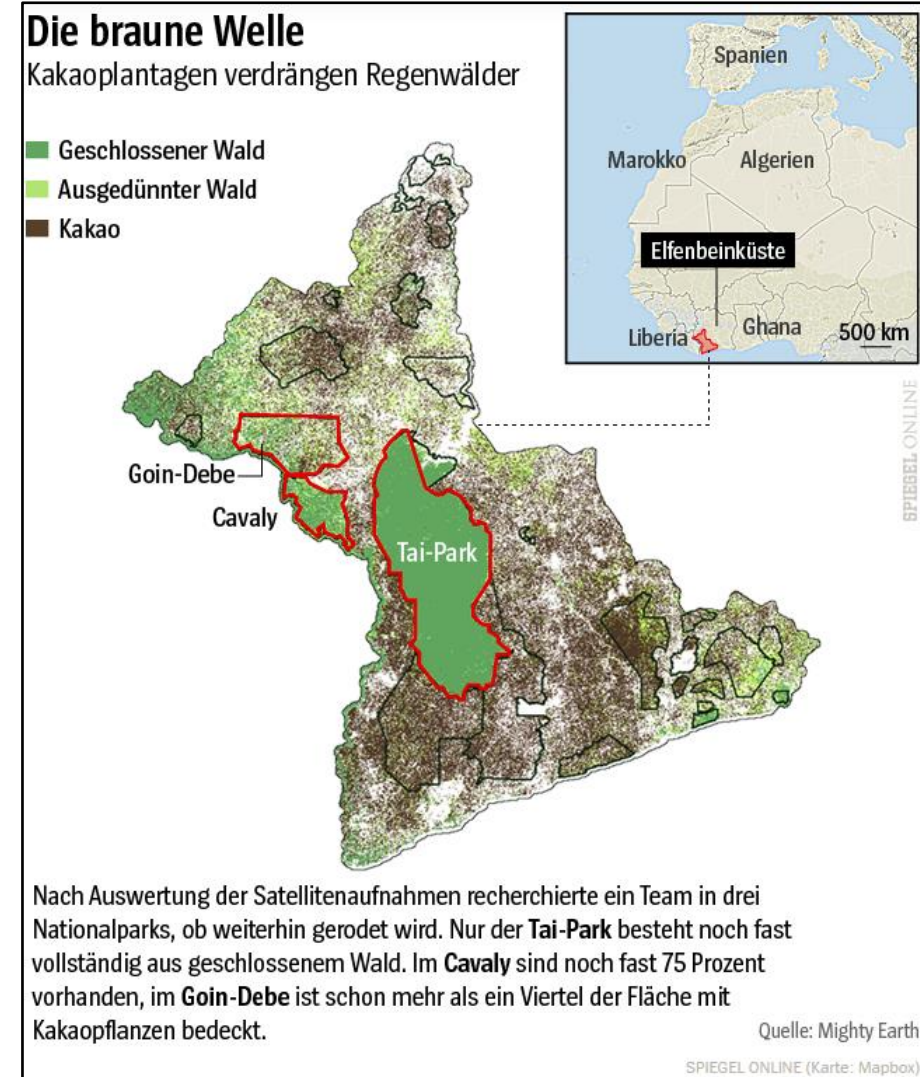 Die braune Welle
Kakaoplantagen verdrängen Regenwälder
Geschlossener Wald
Ausgedünnter Wald
Kakao
Spanien
Marokko
Algerien
Elfenbeinküste
Liberia
Ghana
500 km
SPIEGEL ONLINE
Goin-Debe
Cavaly
Tai-Park
Nach Auswertung der Satellitenaufnahmen recherchierte ein Team in drei
Nationalparks, ob weiterhin gerodet wird. Nur der Tai-Park besteht noch fast
vollständig aus geschlossenem Wald. Im Cavaly sind noch fast 75 Prozent
vorhanden, im Goin-Debe ist schon mehr als ein Viertel der Fläche mit
Kakaopflanzen bedeckt.
Quelle: Mighty Earth
SPIEGEL ONLINE (Karte: Mapbox)